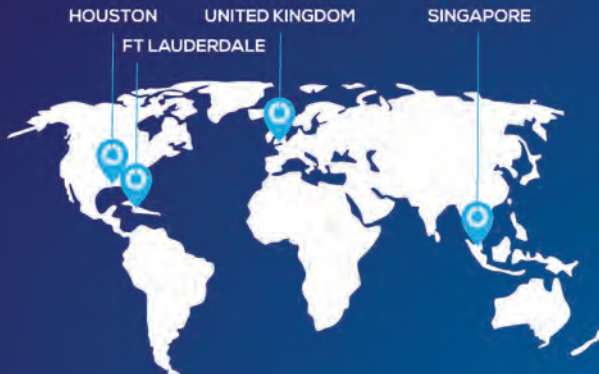 HOUSTON
UNITED KINGDOM
SINGAPORE
FT LAUDERDALE